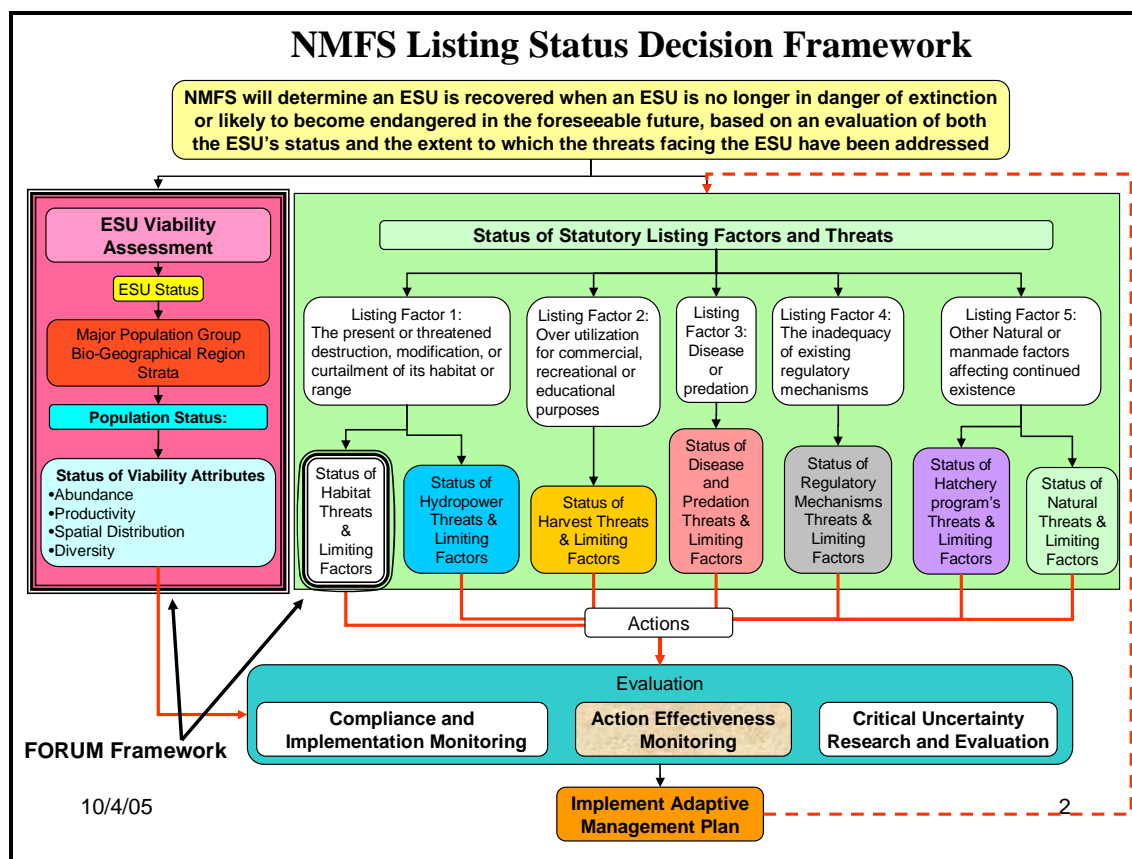 NMFS Listing Status Decision Framework
NMFS will determine an ESU is recovered when an ESU is no longer in danger of extinction
or likely to become endangered in the foreseeable future, based on an evaluation of both
the ESU's status and the extent to which the threats facing the ESU have been addressed
ESU Viability
Assessment
ESU Status
Major Population Group
Bio-Geographical Region
Strata
Population Status:
Status of Viability Attributes
•Abundance
•Productivity
•Spatial Distribution
•Diversity
Status of Statutory Listing Factors and Threats
Listing Factor 1:
The present or threatened
destruction, modification, or
curtailment of its habitat or
range
Listing Factor 2:
Over utilization
for commercial,
recreational or
educational
purposes
Listing
Factor 3:
Disease
or
predation
Listing Factor 4:
The inadequacy
of existing
regulatory
mechanisms
Listing Factor 5:
Other Natural or
manmade factors
affecting continued
existence
Status of
Habitat
Threats
&
Limiting
Factors
Status of
Hydropower
Threats &
Limiting
Factors
Status of
Harvest Threats
& Limiting
Factors
Status of
Disease
and
Predation
Threats &
Limiting
Factors
Status of
Regulatory
Mechanisms
Threats &
Limiting
Factors
Status of
Hatchery
program's
Threats &
Limiting
Factors
Status of
Natural
Threats &
Limiting
Factors
Actions
Evaluation
Compliance and
Implementation Monitoring
Action Effectiveness
Monitoring
Critical Uncertainty
Research and Evaluation
FORUM Framework
Implement Adaptive
Management Plan
10/4/05
2